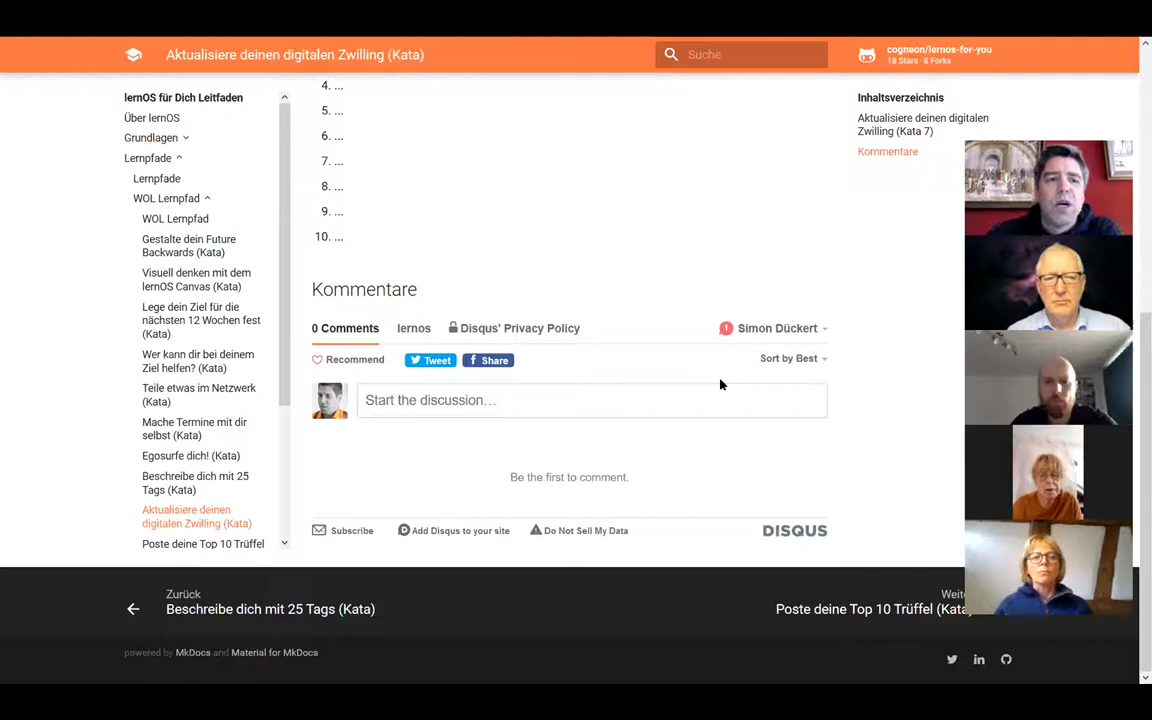 Aktualisiere deinen digitalen Zwilling (Kata)
Suche
cogneon/lernos-for-you
18 Stars · 8 Forks
lernOS für Dich Leitfaden
Über lernOS
Grundlagen
Lernpfade
Lernpfade
WOL Lernpfad
WOL Lernpfad
Gestalte dein Future
Backwards (Kata)
Visuell denken mit dem
lernOS Canvas (Kata)
Lege dein Ziel für die
nächsten 12 Wochen fest
(Kata)
Wer kann dir bei deinem
Ziel helfen? (Kata)
Teile etwas im Netzwerk
(Kata)
Mache Termine mit dir
selbst (Kata)
Egosurfe dich! (Kata)
Beschreibe dich mit 25
Tags (Kata)
Aktualisiere deinen
digitalen Zwilling (Kata)
Poste deine Top 10 Trüffel
4. ...
5. ...
6. ...
7. ...
8. ...
9. ...
10. ...
Kommentare
0 Comments lernos Disqus' Privacy Policy 1 Simon Dückert
Recommend Tweet Share Sort by Best
Start the discussion…
Be the first to comment.
Subscribe Add Disqus to your site Do Not Sell My Data DISQUS
Inhaltsverzeichnis
Aktualisiere deinen digitalen
Zwilling (Kata 7)
Kommentare
Zurück
Beschreibe dich mit 25 Tags (Kata)
Weite
Poste deine Top 10 Trüffel (Kata)
powered by MkDocs and Material for MkDocs